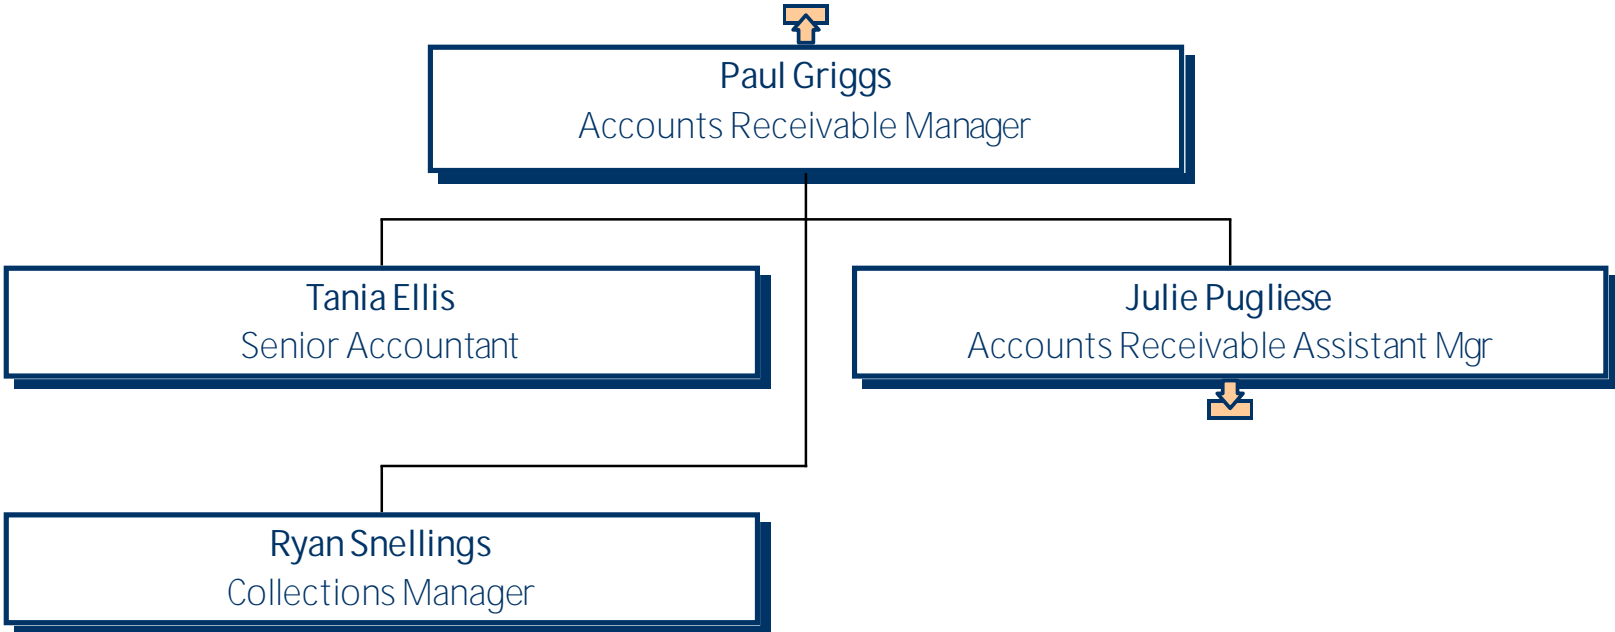 Paul Griggs
Accounts Receivable Manager
Tania Ellis
Senior Accountant
Julie Pugliese
Accounts Receivable Assistant Mgr
Ryan Snellings
Collections Manager